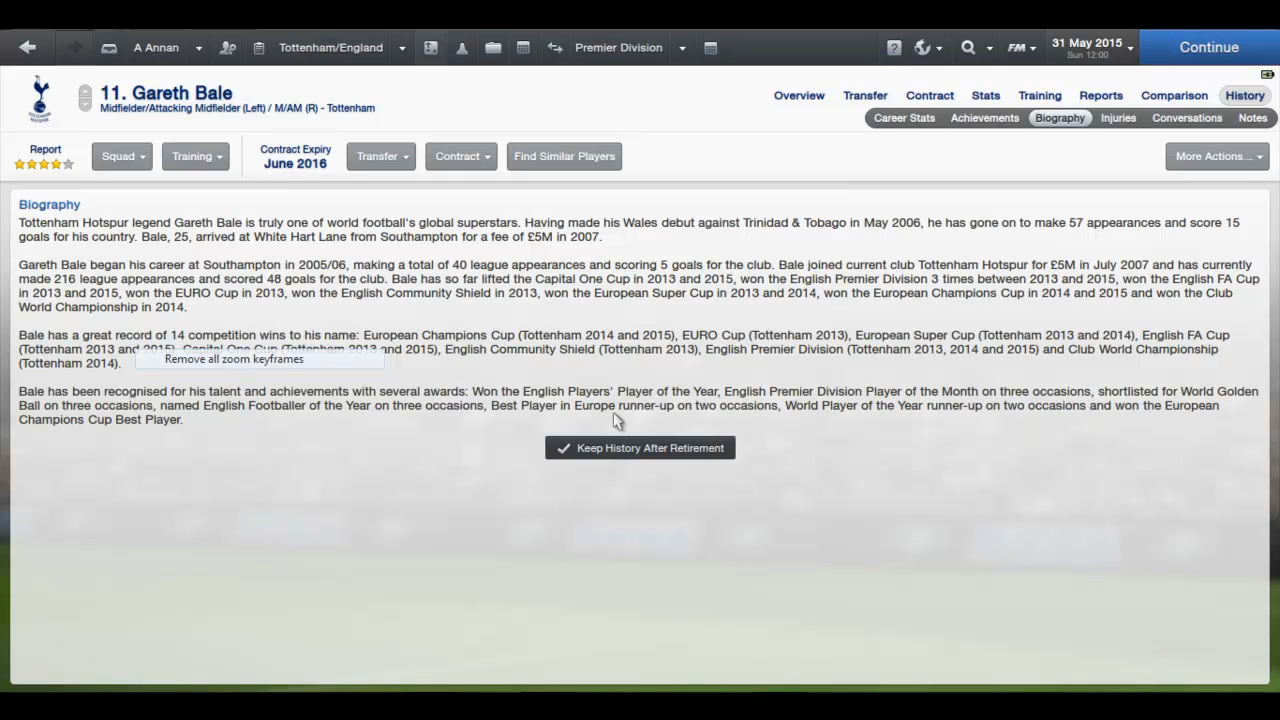 A Annan
Tottenham/England
Premier Division
FM
31 May 2015
Sun 12:00
Continue
11. Gareth Bale
Midfielder/Attacking Midfielder (Left) / M/AM (R) - Tottenham
Overview Transfer Contract Stats Training Reports Comparison History
Career Stats Achievements Biography Injuries Conversations Notes
Report
Squad
Training
Contract Expiry
June 2016
Transfer
Contract
Find Similar Players
More Actions...
Biography
Tottenham Hotspur legend Gareth Bale is truly one of world football's global superstars. Having made his Wales debut against Trinidad & Tobago in May 2006, he has gone on to make 57 appearances and score 15
goals for his country. Bale, 25, arrived at White Hart Lane from Southampton for a fee of £5M in 2007.
Gareth Bale began his career at Southampton in 2005/06, making a total of 40 league appearances and scoring 5 goals for the club. Bale joined current club Tottenham Hotspur for £5M in July 2007 and has currently
made 216 league appearances and scored 48 goals for the club. Bale has so far lifted the Capital One Cup in 2013 and 2015, won the English Premier Division 3 times between 2013 and 2015, won the English FA Cup
in 2013 and 2015, won the EURO Cup in 2013, won the English Community Shield in 2013, won the European Super Cup in 2013 and 2014, won the European Champions Cup in 2014 and 2015 and won the Club
World Championship in 2014.
Bale has a great record of 14 competition wins to his name: European Champions Cup (Tottenham 2014 and 2015), EURO Cup (Tottenham 2013), European Super Cup (Tottenham 2013 and 2014), English FA Cup
(Tottenham 2013 and 2015), Capital One Cup (Tottenham 2013 and 2015), English Community Shield (Tottenham 2013), English Premier Division (Tottenham 2013, 2014 and 2015) and Club World Championship
(Tottenham 2014).
Remove all zoom keyframes
Bale has been recognised for his talent and achievements with several awards: Won the English Players' Player of the Year, English Premier Division Player of the Month on three occasions, shortlisted for World Golden
Ball on three occasions, named English Footballer of the Year on three occasions, Best Player in Europe runner-up on two occasions, World Player of the Year runner-up on two occasions and won the European
Champions Cup Best Player.
Keep History After Retirement